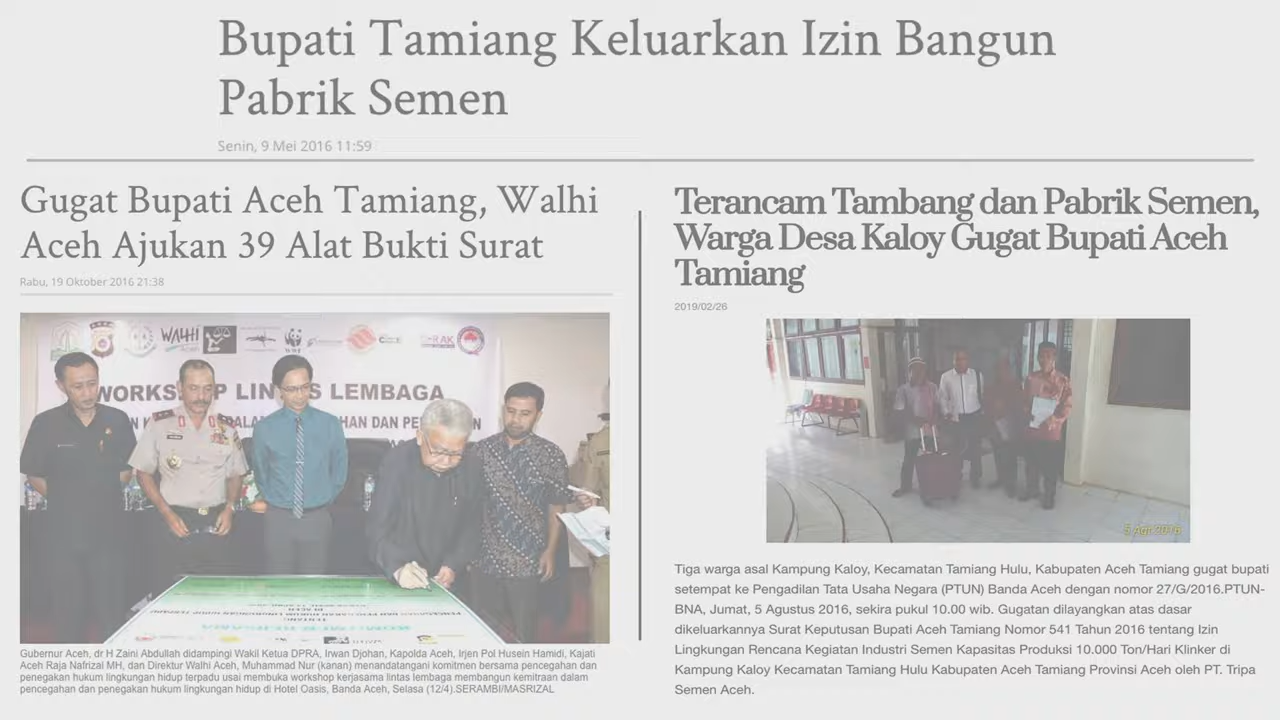 Bupati Tamiang Keluarkan Izin Bangun
Pabrik Semen
Senin, 9 Mei 2016 11:59
Gugat Bupati Aceh Tamiang, Walhi
Aceh Ajukan 39 Alat Bukti Surat
Rabu, 19 Oktober 2016 21:38
WALHI
WWF
RAK
WORKSHOP LINTAS LEMBAGA
Gubernur Aceh, dr H Zaini Abdullah didampingi Wakil Ketua DPRA, Irwan Djohan, Kapolda Aceh, Irjen Pol Husein Hamidi, Kajati
Aceh Raja Nafrizal MH, dan Direktur Walhi Aceh, Muhammad Nur (kanan) menandatangani komitmen bersama pencegahan dan
penegakan hukum lingkungan hidup terpadu usai membuka workshop kerjasama lintas lembaga membangun kemitraan dalam
pencegahan dan penegakan hukum lingkungan hidup di Hotel Oasis, Banda Aceh, Selasa (12/4).SERAMBI/MASRIZAL
Terancam Tambang dan Pabrik Semen,
Warga Desa Kaloy Gugat Bupati Aceh
Tamiang
2019/02/26
5 Agt 2016
Tiga warga asal Kampung Kaloy, Kecamatan Tamiang Hulu, Kabupaten Aceh Tamiang gugat bupati
setempat ke Pengadilan Tata Usaha Negara (PTUN) Banda Aceh dengan nomor 27/G/2016.PTUN-
BNA, Jumat, 5 Agustus 2016, sekira pukul 10.00 wib. Gugatan dilayangkan atas dasar
dikeluarkannya Surat Keputusan Bupati Aceh Tamiang Nomor 541 Tahun 2016 tentang Izin
Lingkungan Rencana Kegiatan Industri Semen Kapasitas Produksi 10.000 Ton/Hari Klinker di
Kampung Kaloy Kecamatan Tamiang Hulu Kabupaten Aceh Tamiang Provinsi Aceh oleh PT. Tripa
Semen Aceh.